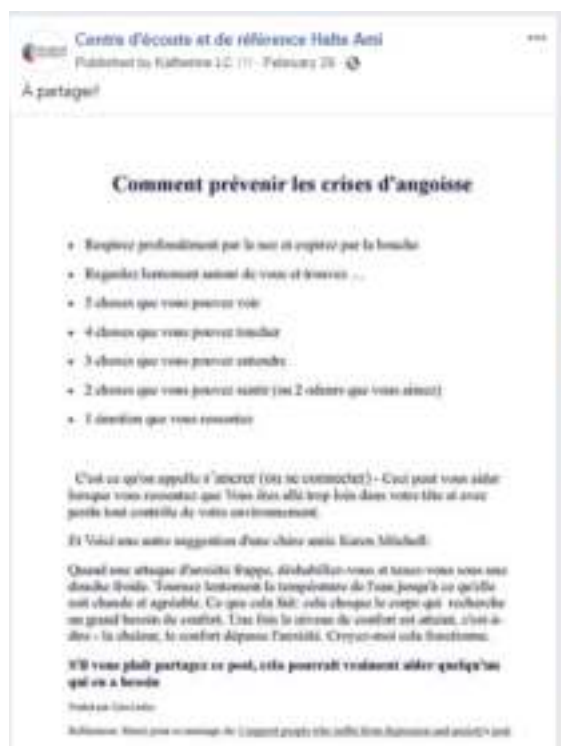 Centre d'écoute et de référence Halte Ami
Published by Katherine LC · February 26
À partager!
Comment prévenir les crises d'angoisse
Respirez profondément par le nez et expirez par la bouche
Regardez lentement autour de vous et trouvez ...
5 choses que vous pouvez voir
4 choses que vous pouvez toucher
3 choses que vous pouvez entendre
2 choses que vous pouvez sentir (ou 2 odeurs que vous aimez)
1 émotion que vous ressentez
C'est ce qu'on appelle s'ancrer (ou se connecter) - Ceci peut vous aider
lorsque vous ressentez que Vous êtes allé trop loin dans votre tête et avez
perdu tout contrôle de votre environnement.
Et Voici une autre suggestion d'une chère amie Karen Mitchell:
Quand une attaque d'anxiété frappe, déshabillez-vous et tenez-vous sous une
douche froide. Tournez lentement la température de l'eau jusqu'à ce qu'elle
soit chaude et agréable. Ce que cela fait: cela choque le corps qui recherche
un grand besoin de confort. Une fois le niveau de confort est atteint, c'est-à-
dire - la chaleur, le confort dépasse l'anxiété. Croyez-moi cela fonctionne.
S'il vous plaît partagez ce post, cela pourrait vraiment aider quelqu'un
qui en a besoin